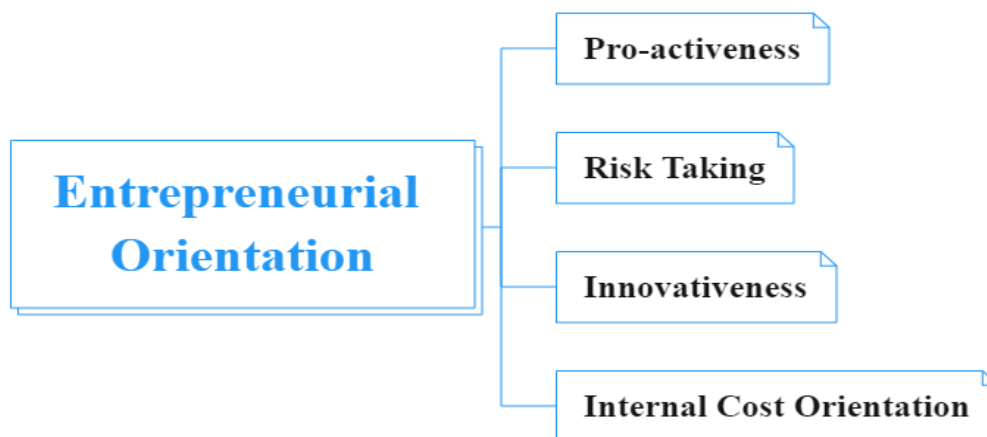 Entrepreneurial
Orientation
Pro-activeness
Risk Taking
Innovativeness
Internal Cost Orientation